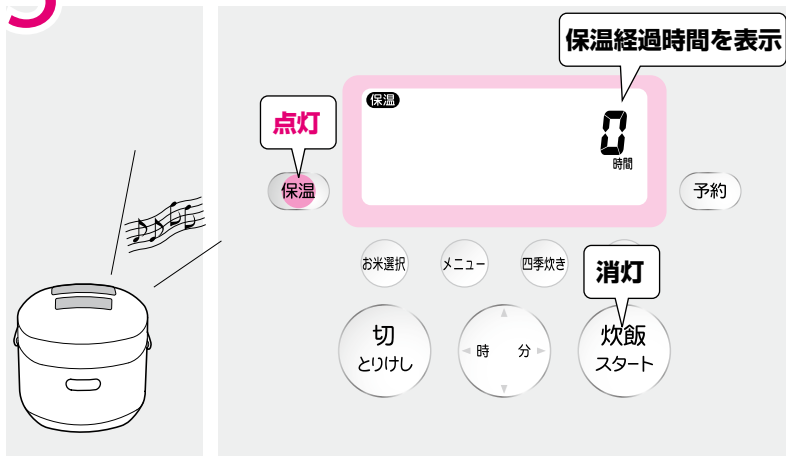 保温経過時間を表示
保温
点灯
0
時間
保温
予約
お米選択
メニュー
四季炊き
消灯
切
とりけし
時 分
炊飯
スタート